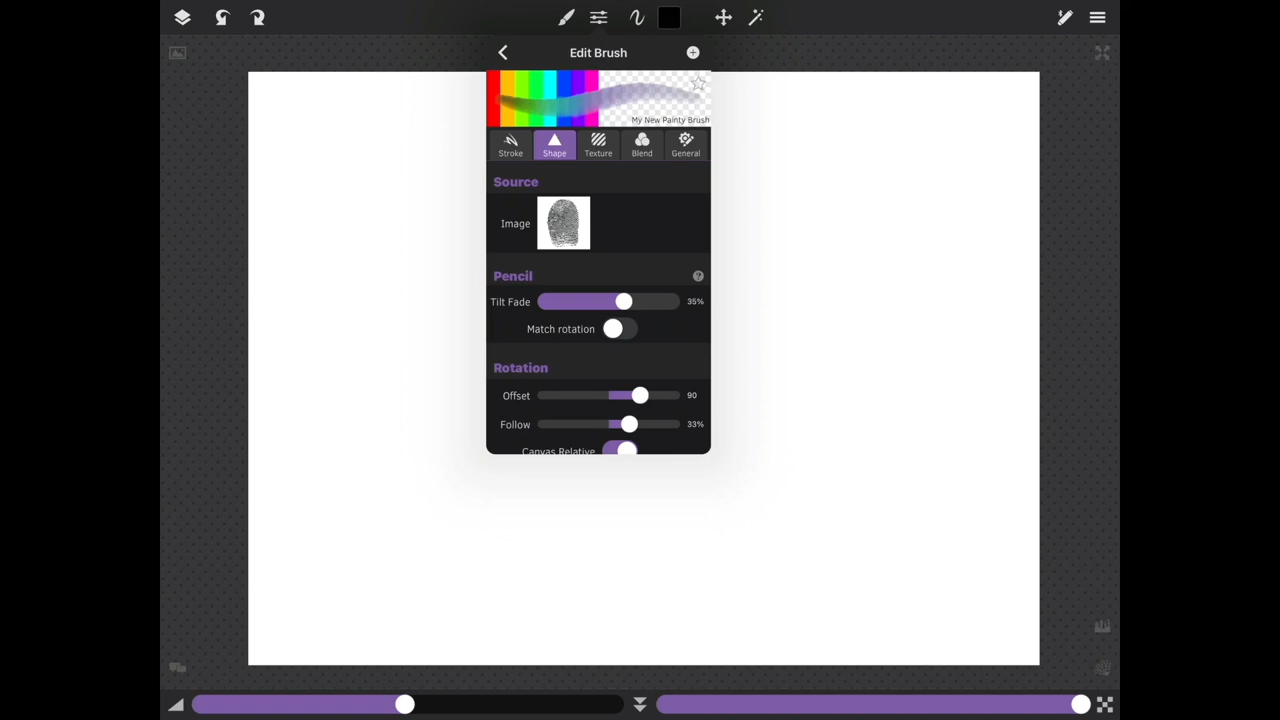 Edit Brush
My New Painty Brush
Stroke Shape Texture Blend General
Source
Image
Pencil ?
Tilt Fade 35%
Match rotation
Rotation
Offset 90
Follow 33%
Canvas Relative